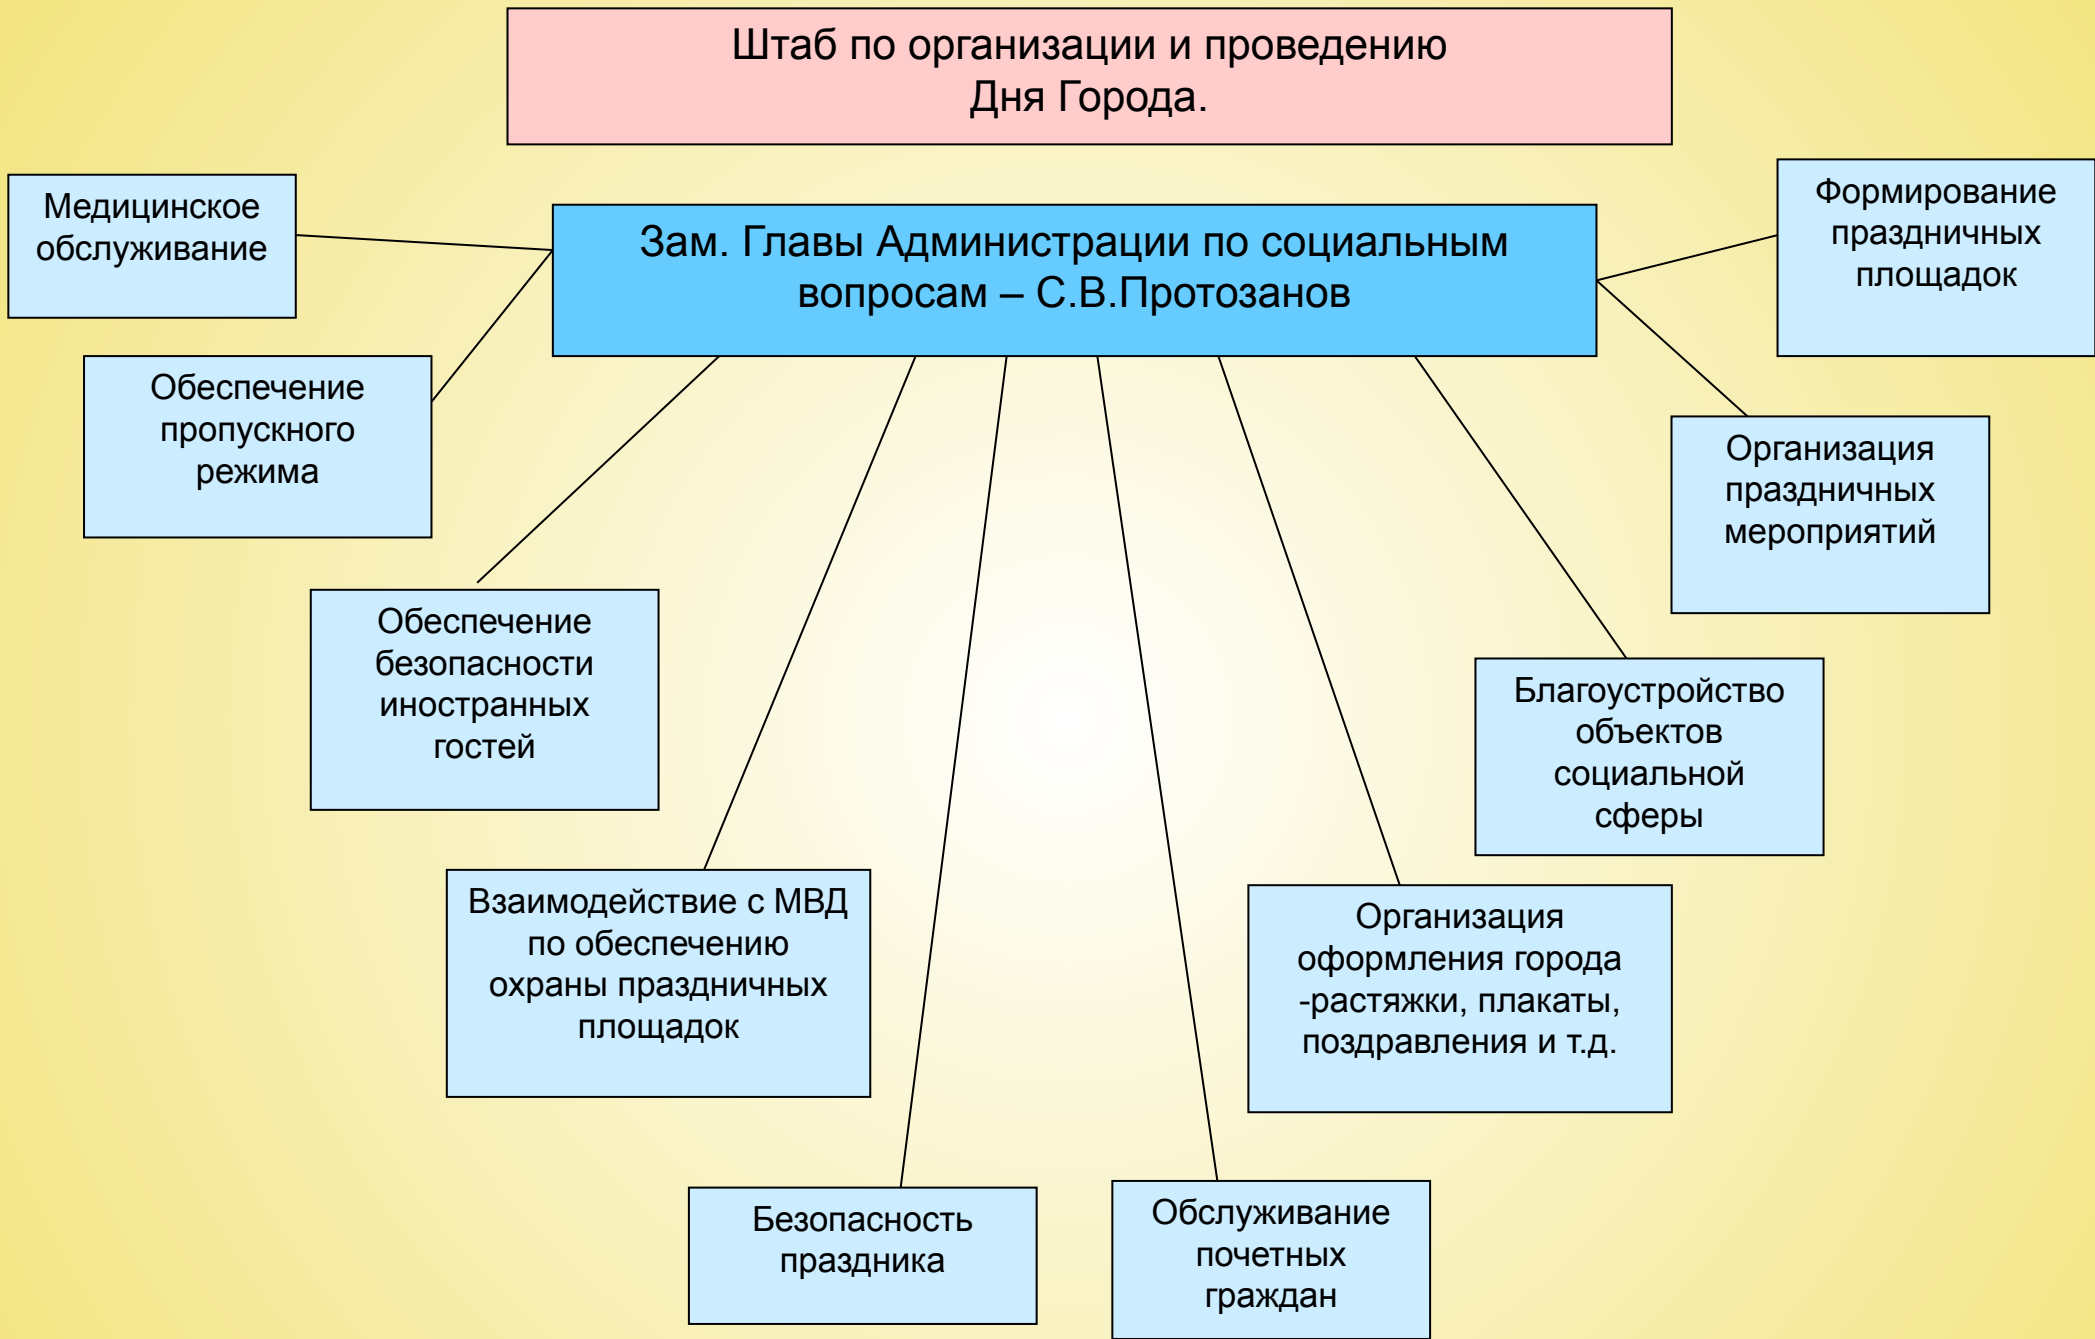 Штаб по организации и проведению
Дня Города.
Медицинское
обслуживание
Зам. Главы Администрации по социальным
вопросам – С.В.Протозанов
Формирование
праздничных
площадок
Обеспечение
пропускного
режима
Организация
праздничных
мероприятий
Обеспечение
безопасности
иностранных
гостей
Благоустройство
объектов
социальной
сферы
Взаимодействие с МВД
по обеспечению
охраны праздничных
площадок
Организация
оформления города
-растяжки, плакаты,
поздравления и т.д.
Безопасность
праздника
Обслуживание
почетных
граждан